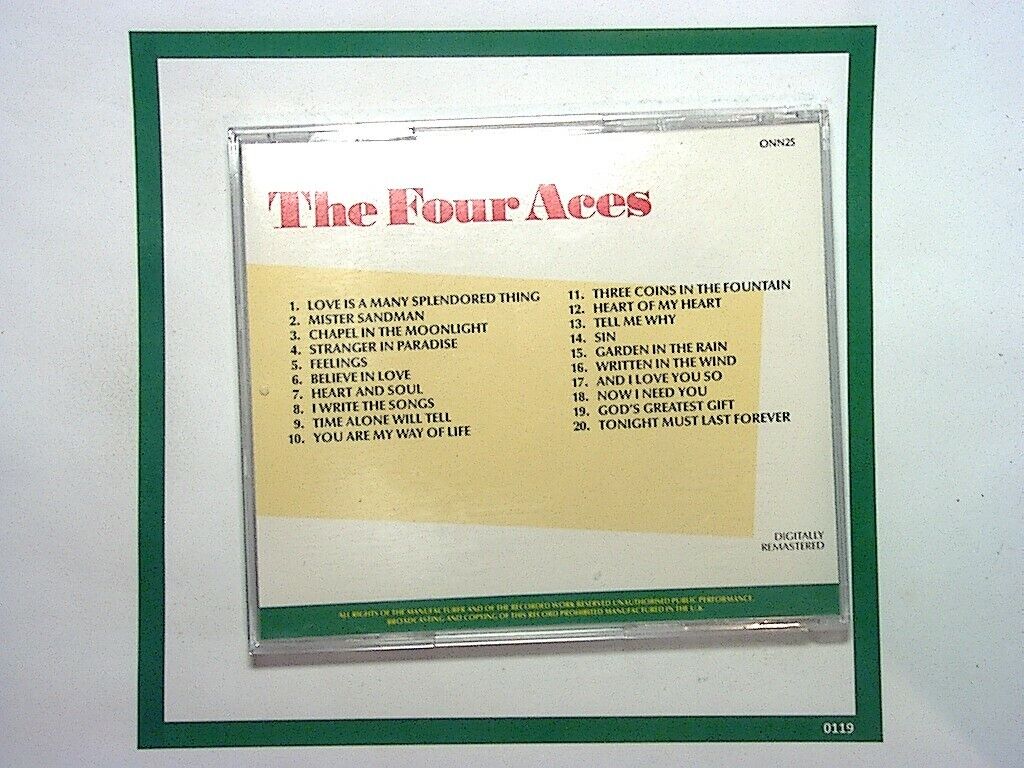 ONN25
The Four Aces
1. LOVE IS A MANY SPLENDORED THING
2. MISTER SANDMAN
3. CHAPEL IN THE MOONLIGHT
4. STRANGER IN PARADISE
5. FEELINGS
6. BELIEVE IN LOVE
7. HEART AND SOUL
8. I WRITE THE SONGS
9. TIME ALONE WILL TELL
10. YOU ARE MY WAY OF LIFE
11. THREE COINS IN THE FOUNTAIN
12. HEART OF MY HEART
13. TELL ME WHY
14. SIN
15. GARDEN IN THE RAIN
16. WRITTEN IN THE WIND
17. AND I LOVE YOU SO
18. NOW I NEED YOU
19. GOD'S GREATEST GIFT
20. TONIGHT MUST LAST FOREVER
DIGITALLY
REMASTERED
ALL RIGHTS OF THE MANUFACTURER AND OF THE RECORDED WORK RESERVED UNAUTHORISED PUBLIC PERFORMANCE,
BROADCASTING AND COPYING OF THIS RECORD PROHIBITED MANUFACTURED IN THE U.K
0119